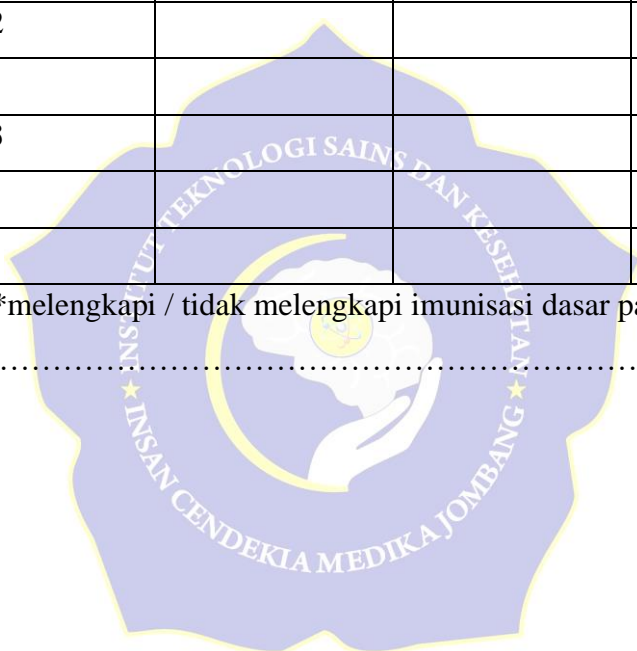 2
3
*melengkapi / tidak melengkapi imunisasi dasar pa
………………………………………………………………
INSTITUT TEKNOLOGI SAINS DAN KESEHATAN
★ INSAN CENDEKIA MEDIKA JOMBANG ★